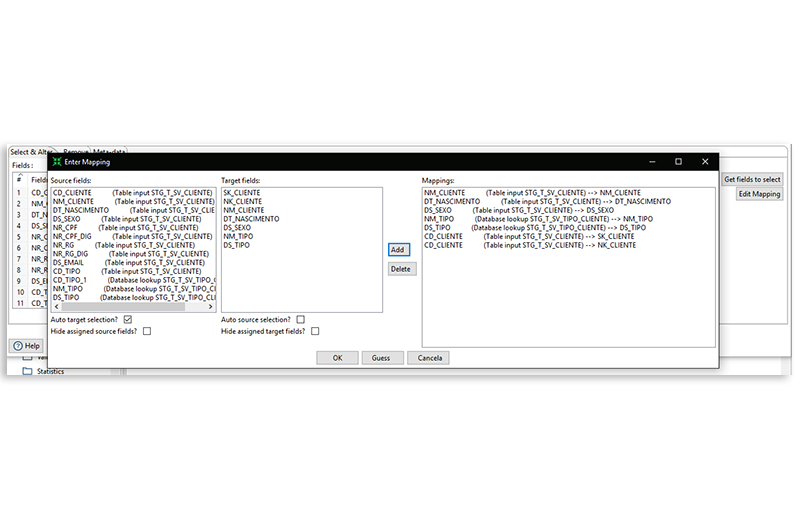 Select & Alter Remove Meta-data
Enter Mapping
Fields :
# Fields
1 CD_C
2 NM_C
3 DT_N
4 DS_S
5 NR_C
6 NR_C
7 NR_R
8 NR_R
9 DS_E
10 CD_T
11 CD_T
Help
Statistics
Source fields:
CD_CLIENTE (Table input STG_T_SV_CLIENTE)
NM_CLIENTE (Table input STG_T_SV_CLIENTE)
DT_NASCIMENTO (Table input STG_T_SV_CLIE
DS_SEXO (Table input STG_T_SV_CLIENTE)
NR_CPF (Table input STG_T_SV_CLIENTE)
NR_CPF_DIG (Table input STG_T_SV_CLIENTE)
NR_RG (Table input STG_T_SV_CLIENTE)
NR_RG_DIG (Table input STG_T_SV_CLIENTE)
DS_EMAIL (Table input STG_T_SV_CLIENTE)
CD_TIPO (Table input STG_T_SV_CLIENTE)
CD_TIPO_1 (Database lookup STG_T_SV_TIPO_C
NM_TIPO (Database lookup STG_T_SV_TIPO_CLI
DS_TIPO (Database lookup STG_T_SV_TIPO_CLI
Auto target selection?
Hide assigned source fields?
Target fields:
SK_CLIENTE
NK_CLIENTE
NM_CLIENTE
DT_NASCIMENTO
DS_SEXO
NM_TIPO
DS_TIPO
Auto source selection?
Hide assigned target fields?
Add
Delete
Mappings:
NM_CLIENTE (Table input STG_T_SV_CLIENTE) --> NM_CLIENTE
DT_NASCIMENTO (Table input STG_T_SV_CLIENTE) --> DT_NASCIMENTO
DS_SEXO (Table input STG_T_SV_CLIENTE) --> DS_SEXO
NM_TIPO (Database lookup STG_T_SV_TIPO_CLIENTE) --> NM_TIPO
DS_TIPO (Database lookup STG_T_SV_TIPO_CLIENTE) --> DS_TIPO
CD_CLIENTE (Table input STG_T_SV_CLIENTE) --> SK_CLIENTE
CD_CLIENTE (Table input STG_T_SV_CLIENTE) --> NK_CLIENTE
OK Guess Cancela
Get fields to select
Edit Mapping